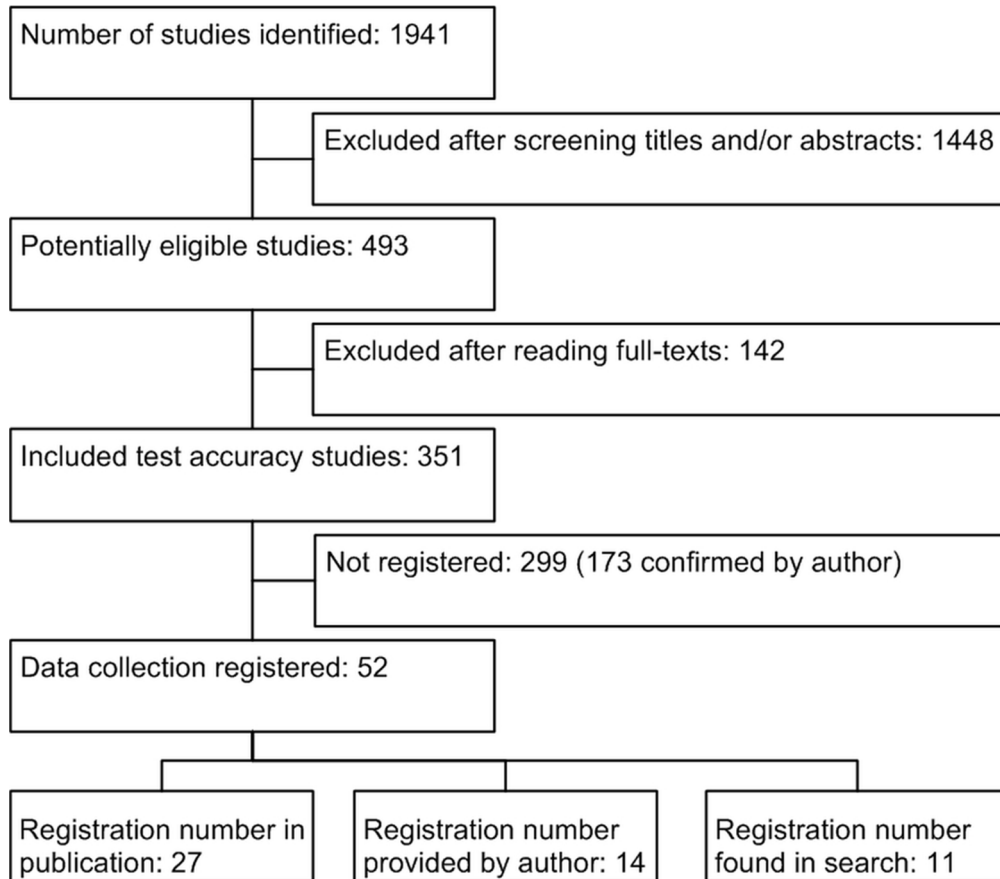 Number of studies identified: 1941
Excluded after screening titles and/or abstracts: 1448
Potentially eligible studies: 493
Excluded after reading full-texts: 142
Included test accuracy studies: 351
Not registered: 299 (173 confirmed by author)
Data collection registered: 52
Registration number in
publication: 27
Registration number
provided by author: 14
Registration number
found in search: 11